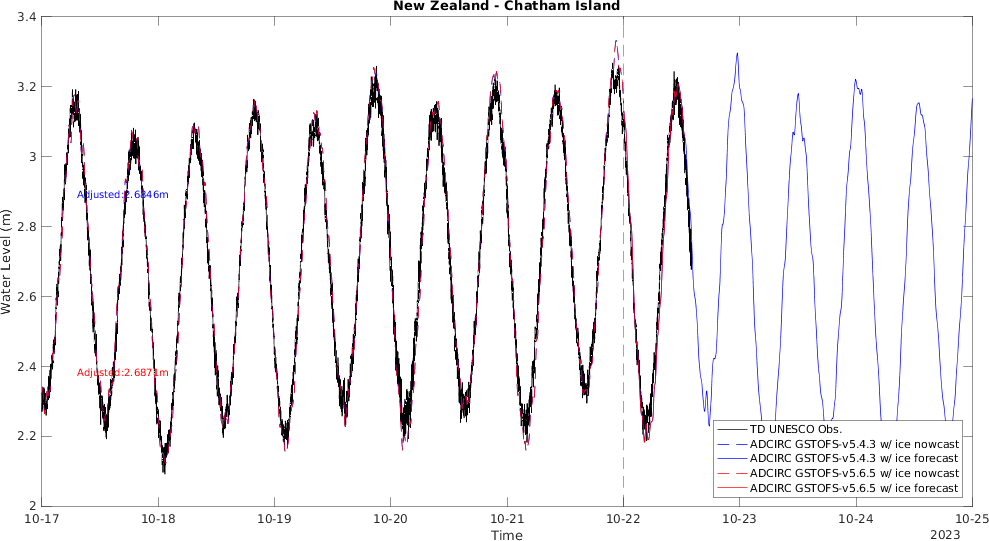 New Zealand - Chatham Island
3.4
3.2
3
2.8
2.6
2.4
2.2
2
Water Level (m)
Adjusted:2.6846m
Adjusted:2.6871m
TD UNESCO Obs.
ADCIRC GSTOFS-v5.4.3 w/ ice nowcast
ADCIRC GSTOFS-v5.4.3 w/ ice forecast
ADCIRC GSTOFS-v5.6.5 w/ ice nowcast
ADCIRC GSTOFS-v5.6.5 w/ ice forecast
10-17 10-18 10-19 10-20 10-21 10-22 10-23 10-24 10-25
Time
2023